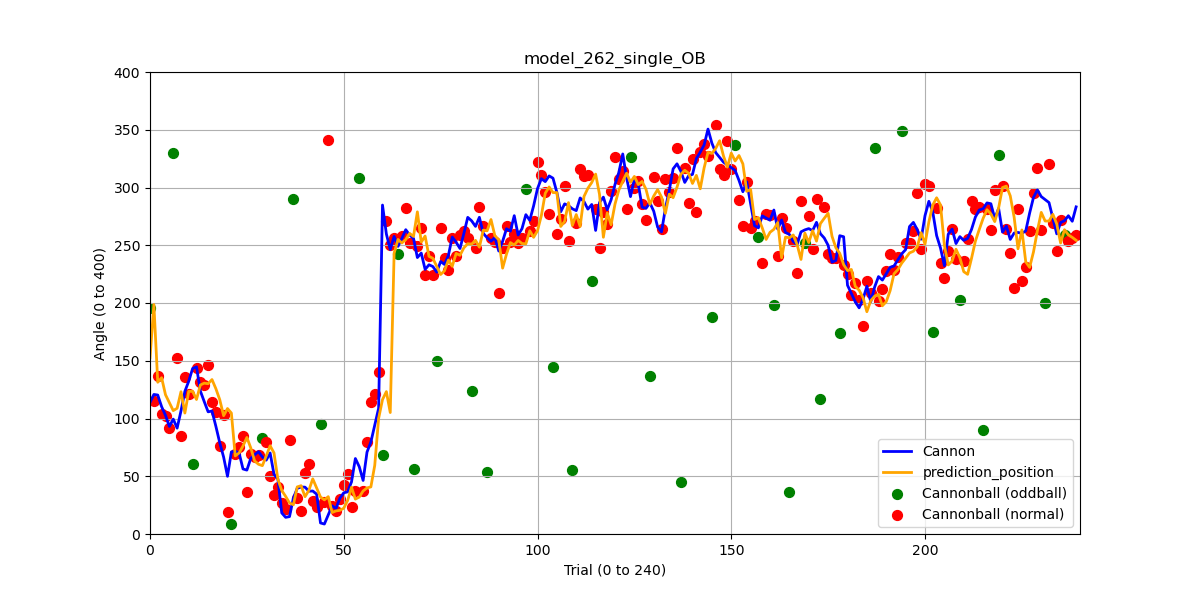 model_262_single_OB
400
350
300
250
200
150
100
50
0
Angle (0 to 400)
0 50 100 150 200
Trial (0 to 240)
Cannon
prediction_position
Cannonball (oddball)
Cannonball (normal)